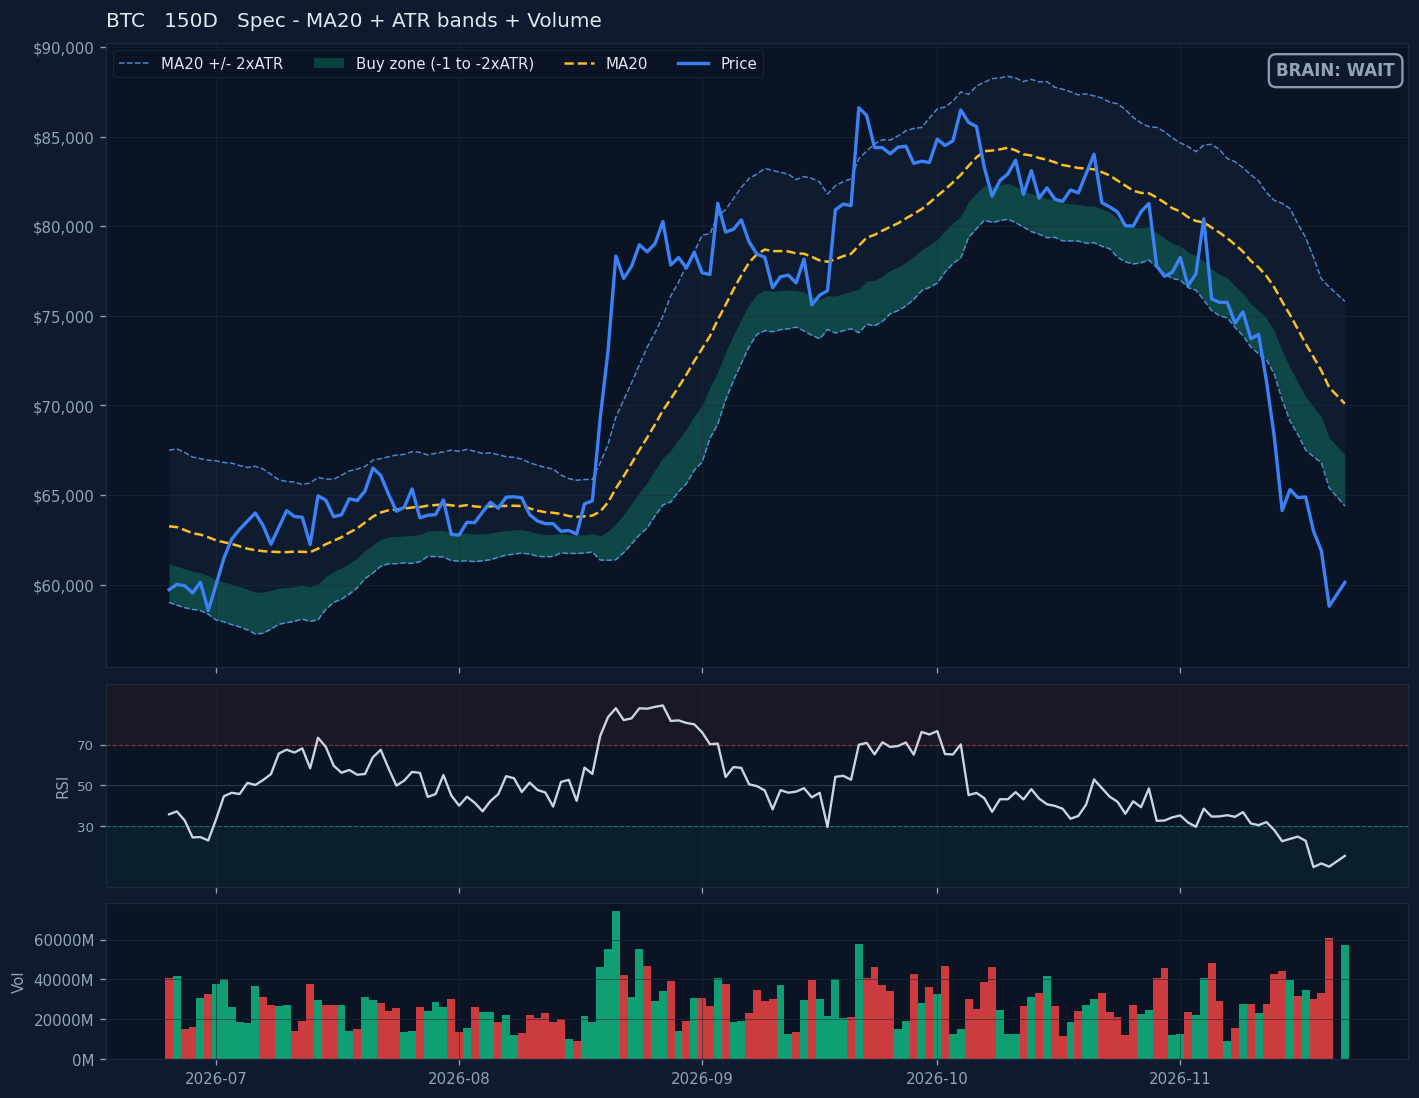 BTC   150D   Spec - MA20 + ATR bands + Volume
MA20 +/- 2xATR   Buy zone (-1 to -2xATR)   MA20   Price
BRAIN: WAIT
$90,000
$85,000
$80,000
$75,000
$70,000
$65,000
$60,000
RSI
70
50
30
Vol
60000M
40000M
20000M
0M
2026-07   2026-08   2026-09   2026-10   2026-11